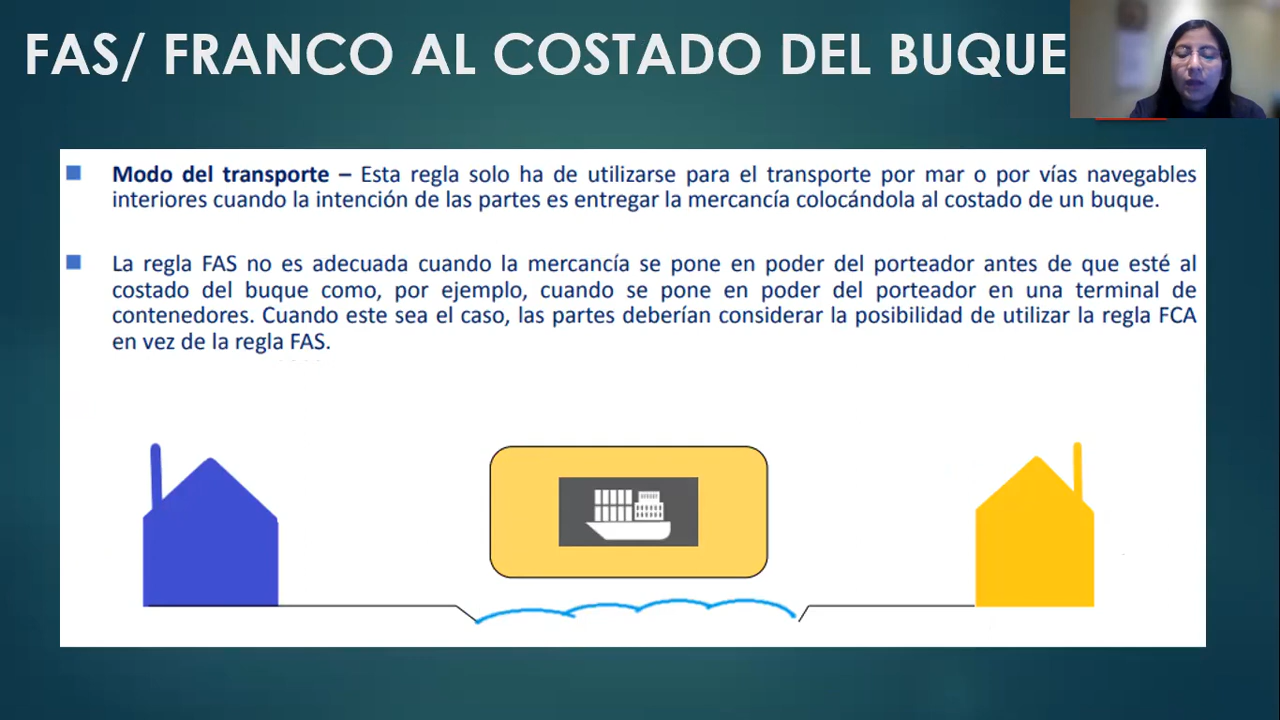 FAS/ FRANCO AL COSTADO DEL BUQUE
Modo del transporte – Esta regla solo ha de utilizarse para el transporte por mar o por vías navegables
interiores cuando la intención de las partes es entregar la mercancía colocándola al costado de un buque.
La regla FAS no es adecuada cuando la mercancía se pone en poder del porteador antes de que esté al
costado del buque como, por ejemplo, cuando se pone en poder del porteador en una terminal de
contenedores. Cuando este sea el caso, las partes deberían considerar la posibilidad de utilizar la regla FCA
en vez de la regla FAS.